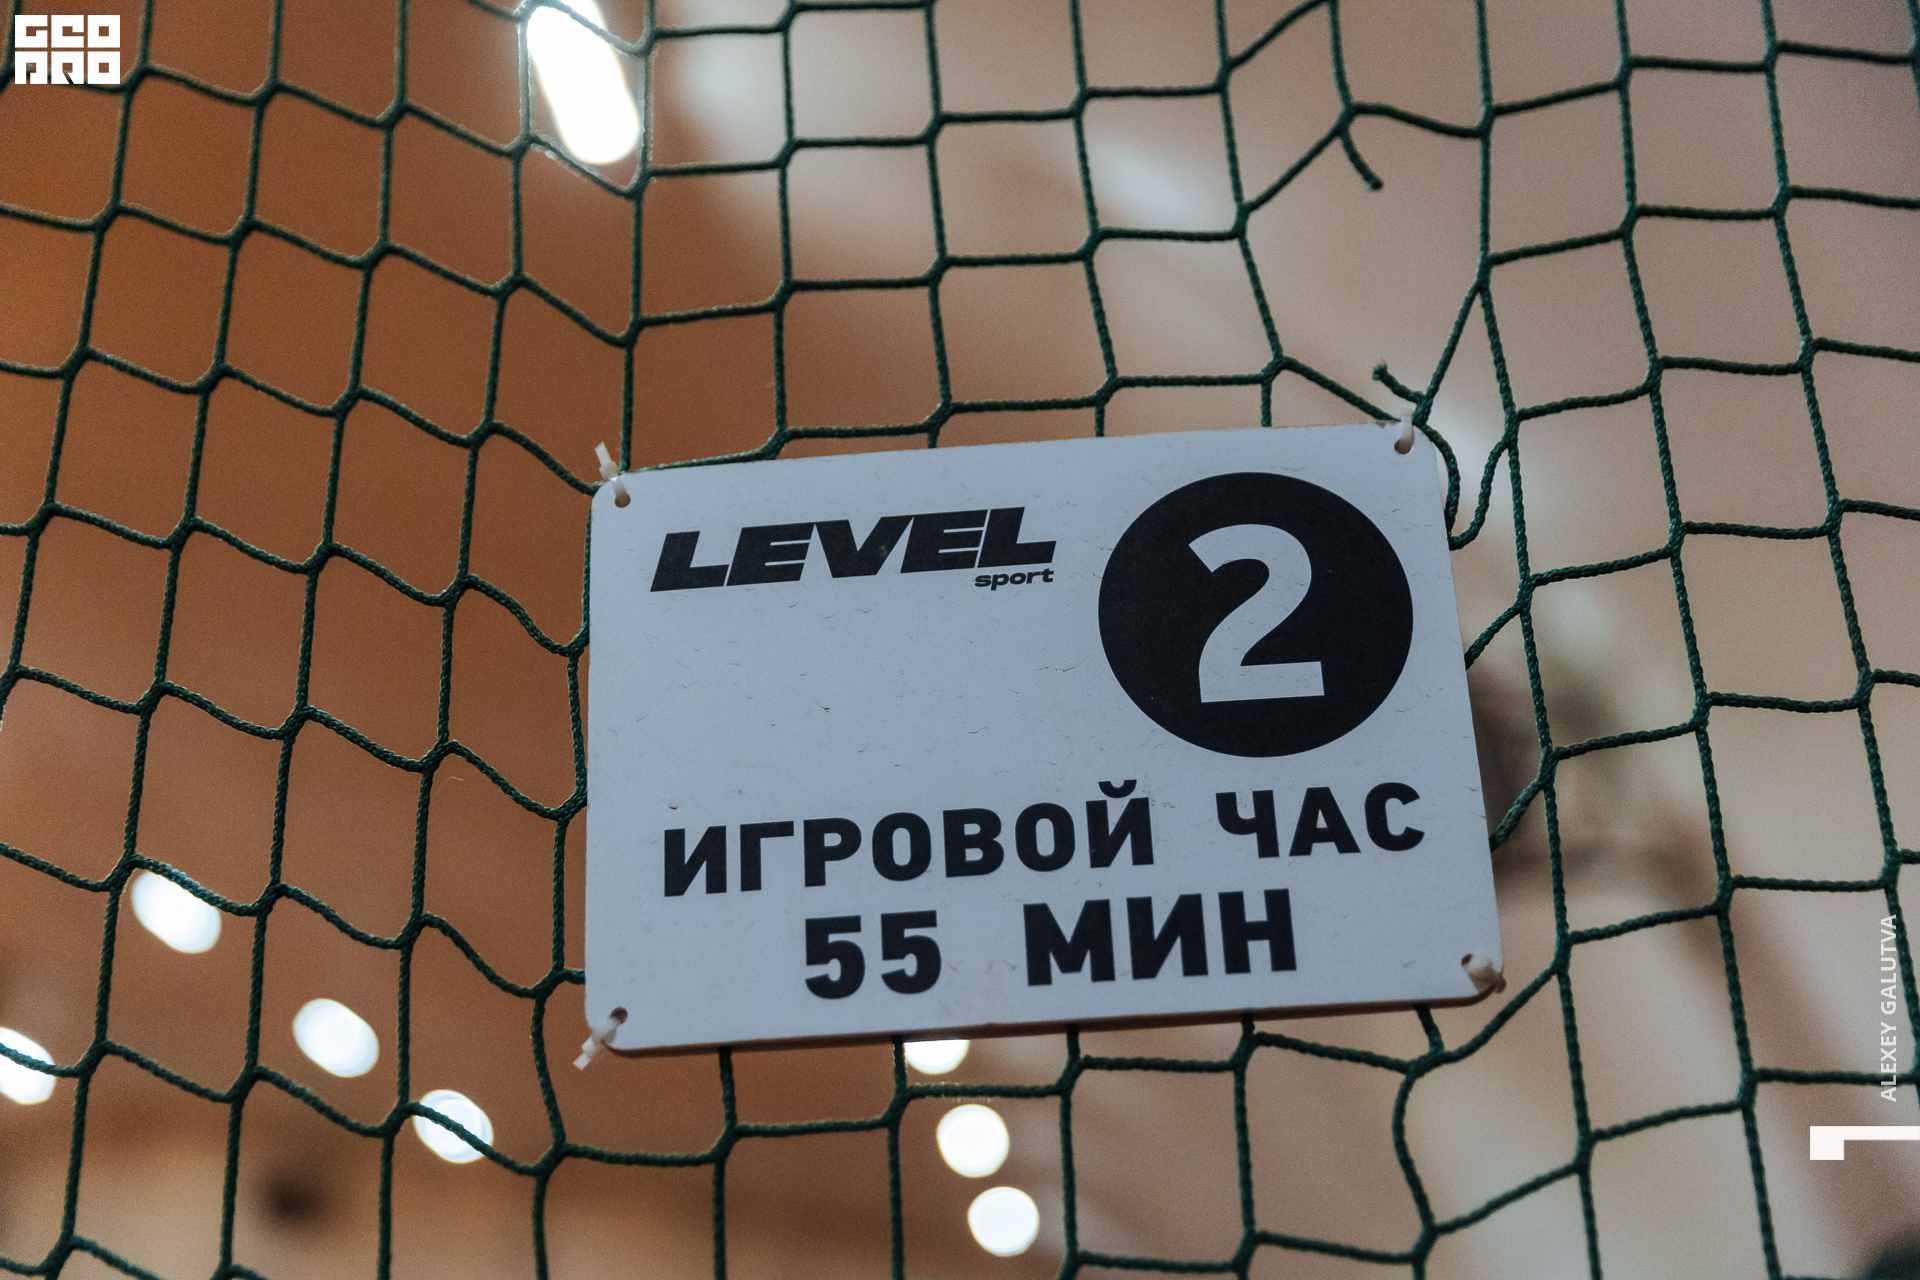 GEO
PRO
LEVEL
sport
2
ИГРОВОЙ ЧАС
55 МИН
ALEXEY GALUTVA